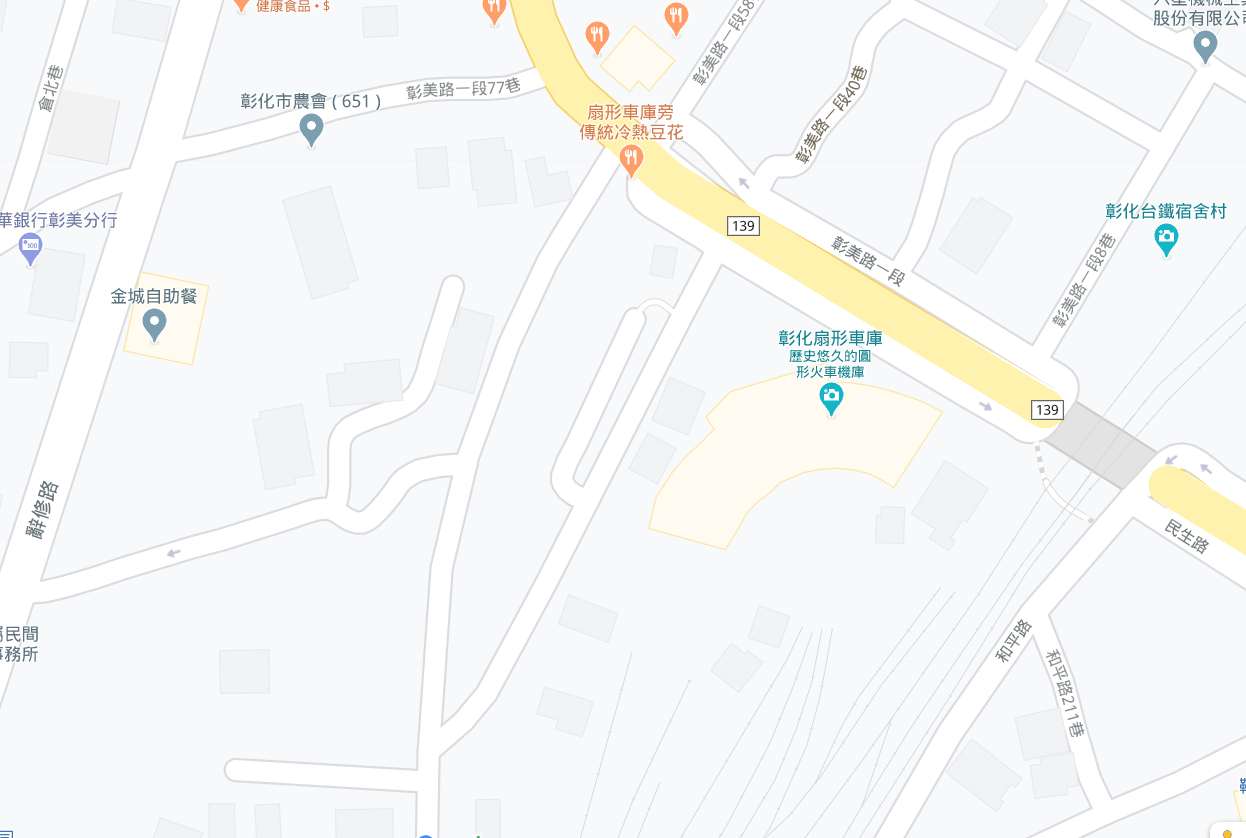 健康食品 • $
股份有限公司
彰美路一段58
倉北巷
彰化市農會 ( 651 )
彰美路一段77巷
彰美路一段40巷
扇形車庫旁
傳統冷熱豆花
華銀行彰美分行
139
彰美路一段
彰化台鐵宿舍村
彰美路一段8巷
金城自助餐
彰化扇形車庫
歷史悠久的圓
形火車機庫
139
辭修路
民生路
民間
事務所
和平路
和平路211巷